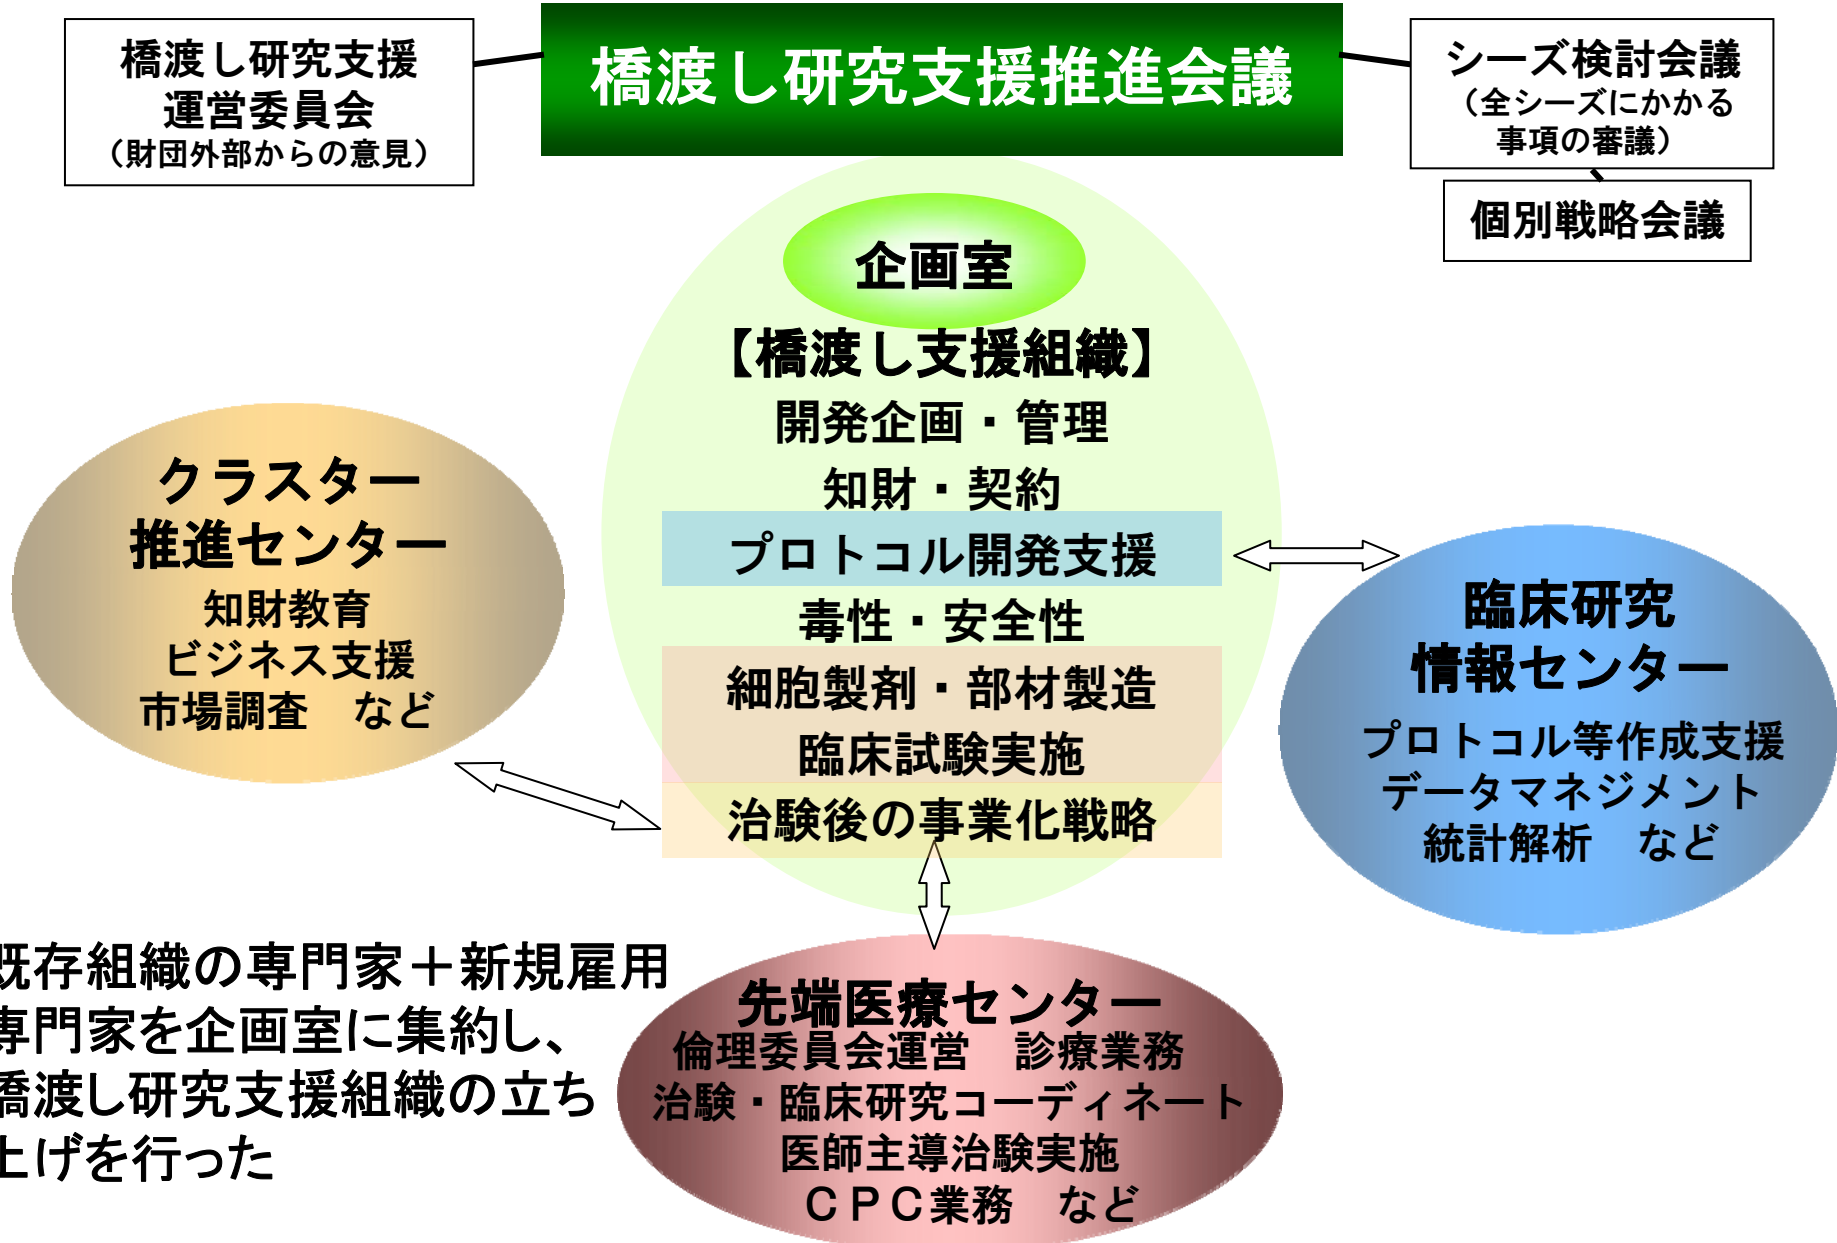 橋渡し研究支援
運営委員会
（財団外部からの意見）
橋渡し研究支援推進会議
シーズ検討会議
（全シーズにかかる
事項の審議）
個別戦略会議
企画室
【橋渡し支援組織】
開発企画・管理
知財・契約
プロトコル開発支援
毒性・安全性
細胞製剤・部材製造
臨床試験実施
治験後の事業化戦略
クラスター
推進センター
知財教育
ビジネス支援
市場調査　など
臨床研究
情報センター
プロトコル等作成支援
データマネジメント
統計解析　など
既存組織の専門家＋新規雇用
専門家を企画室に集約し、
橋渡し研究支援組織の立ち
上げを行った
先端医療センター
倫理委員会運営　診療業務
治験・臨床研究コーディネート
医師主導治験実施
ＣＰＣ業務　など